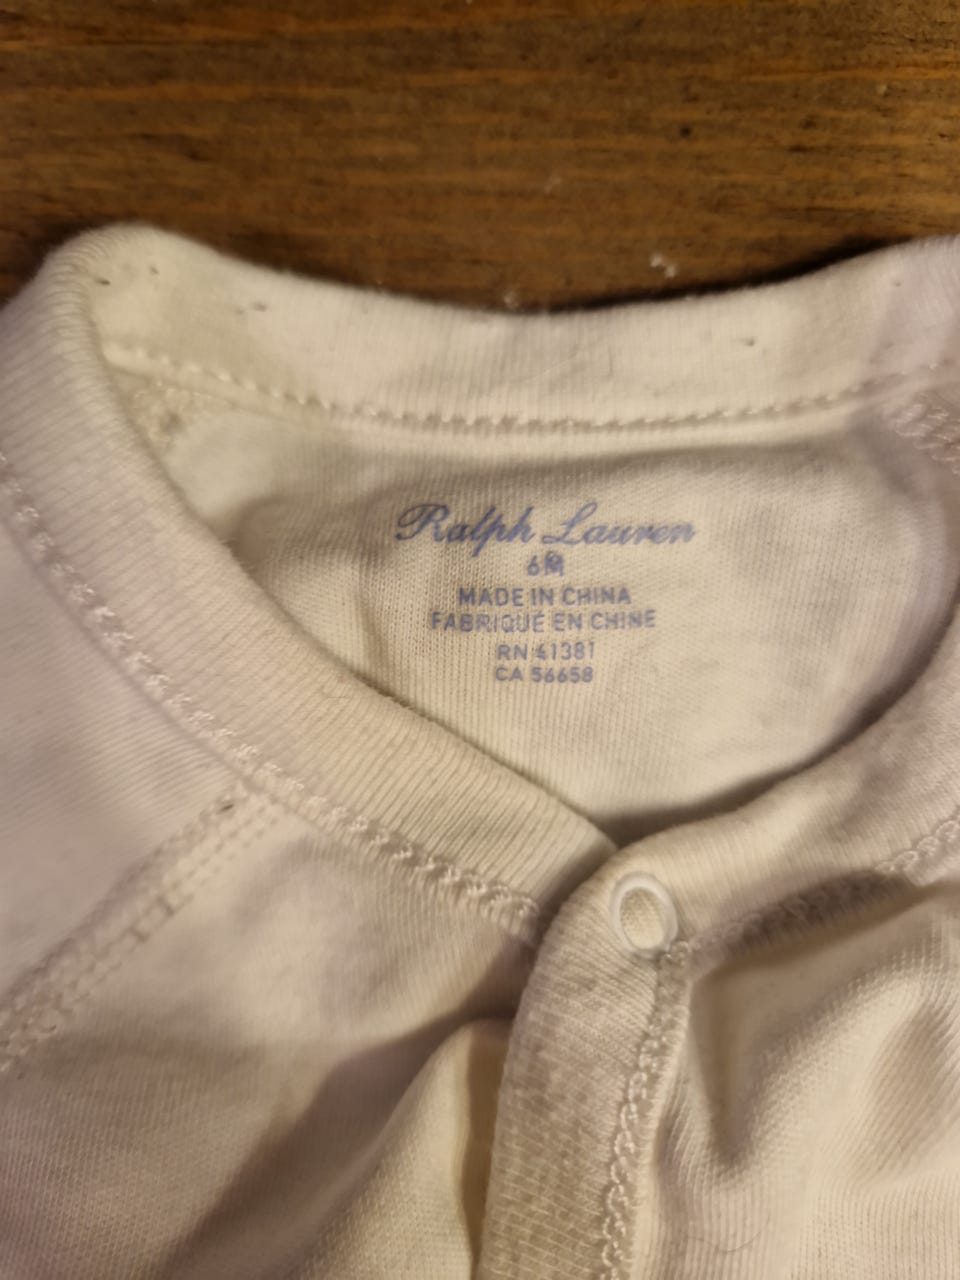 Ralph Lauren
6M
MADE IN CHINA
FABRIQUÉ EN CHINE
RN 41381
CA 56658